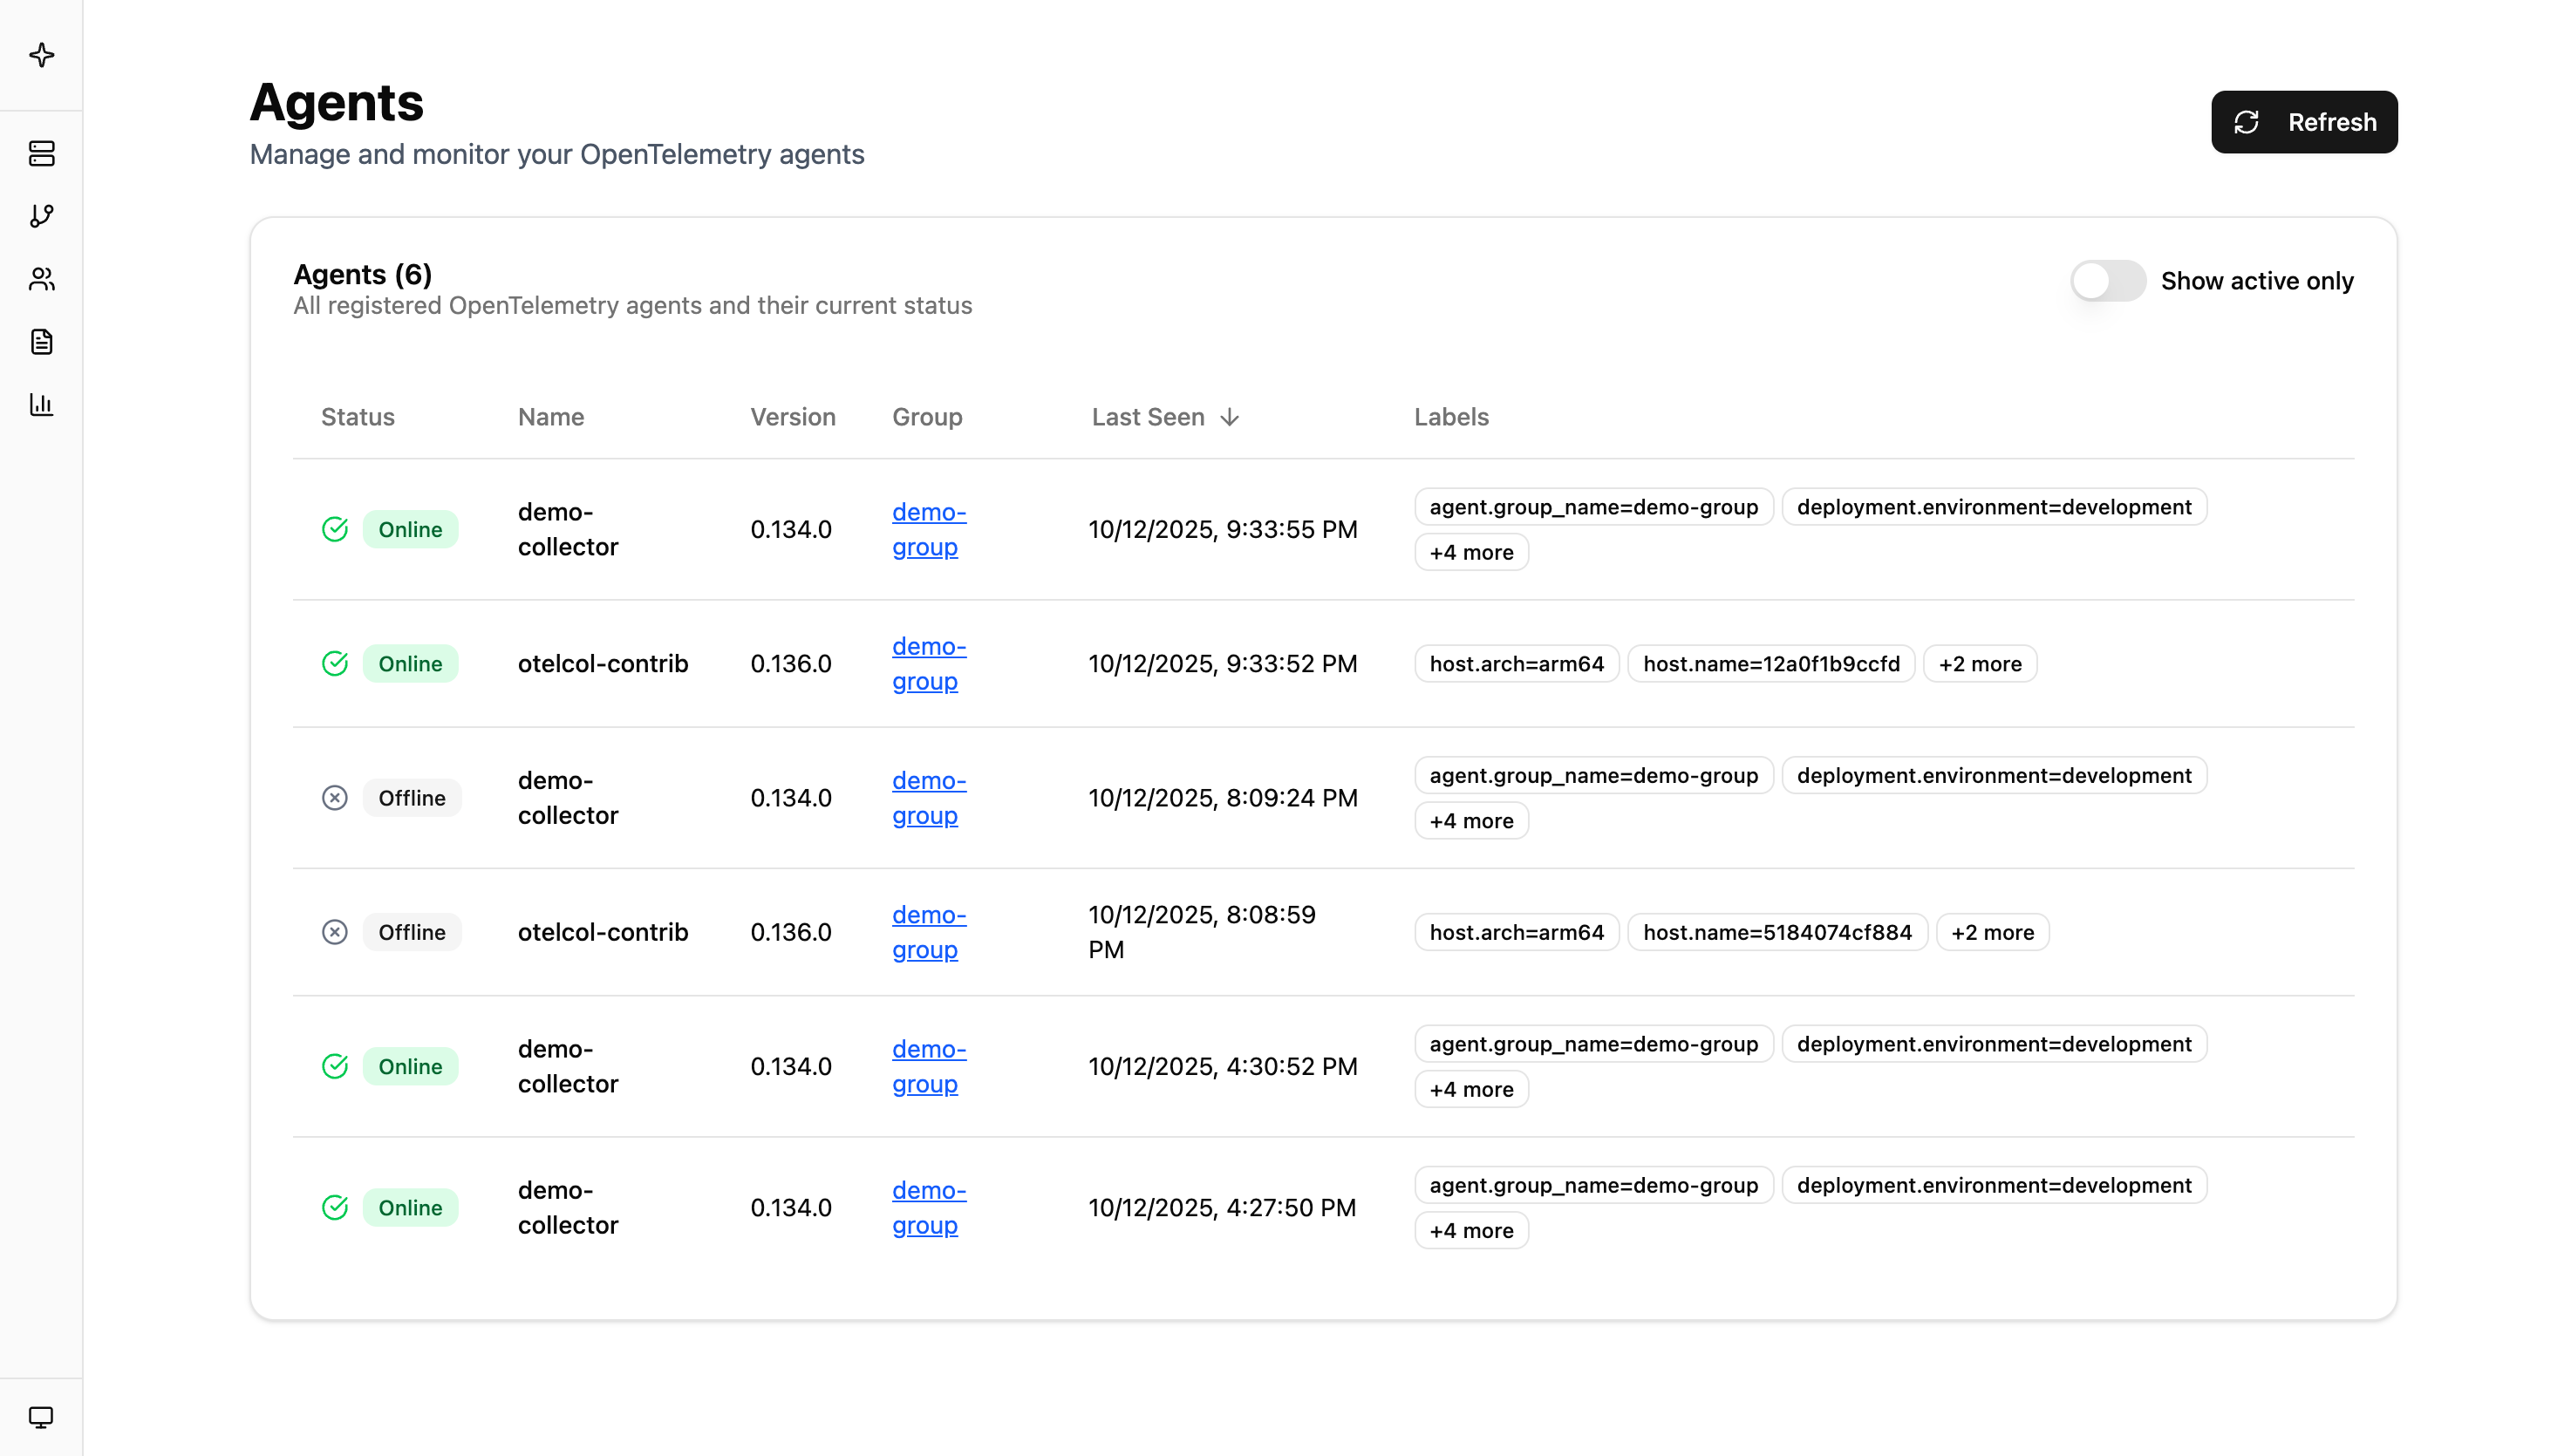 Agents
Manage and monitor your OpenTelemetry agents
Refresh
Agents (6)
All registered OpenTelemetry agents and their current status
Show active only
Status Name Version Group Last Seen Labels
Online demo-collector 0.134.0 demo-group 10/12/2025, 9:33:55 PM agent.group_name=demo-group deployment.environment=development
+4 more
Online otelcol-contrib 0.136.0 demo-group 10/12/2025, 9:33:52 PM host.arch=arm64 host.name=12a0f1b9ccfd +2 more
Offline demo-collector 0.134.0 demo-group 10/12/2025, 8:09:24 PM agent.group_name=demo-group deployment.environment=development
+4 more
Offline otelcol-contrib 0.136.0 demo-group 10/12/2025, 8:08:59 PM host.arch=arm64 host.name=5184074cf884 +2 more
Online demo-collector 0.134.0 demo-group 10/12/2025, 4:30:52 PM agent.group_name=demo-group deployment.environment=development
+4 more
Online demo-collector 0.134.0 demo-group 10/12/2025, 4:27:50 PM agent.group_name=demo-group deployment.environment=development
+4 more